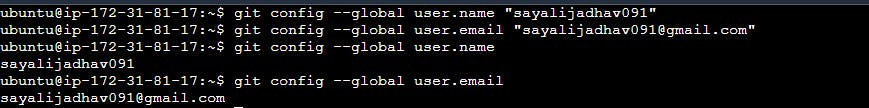 ubuntu@ip-172-31-81-17:~$ git config --global user.name "sayalijadhav091"
ubuntu@ip-172-31-81-17:~$ git config --global user.email "sayalijadhav091@gmail.com"
ubuntu@ip-172-31-81-17:~$ git config --global user.name
sayalijadhav091
ubuntu@ip-172-31-81-17:~$ git config --global user.email
sayalijadhav091@gmail.com